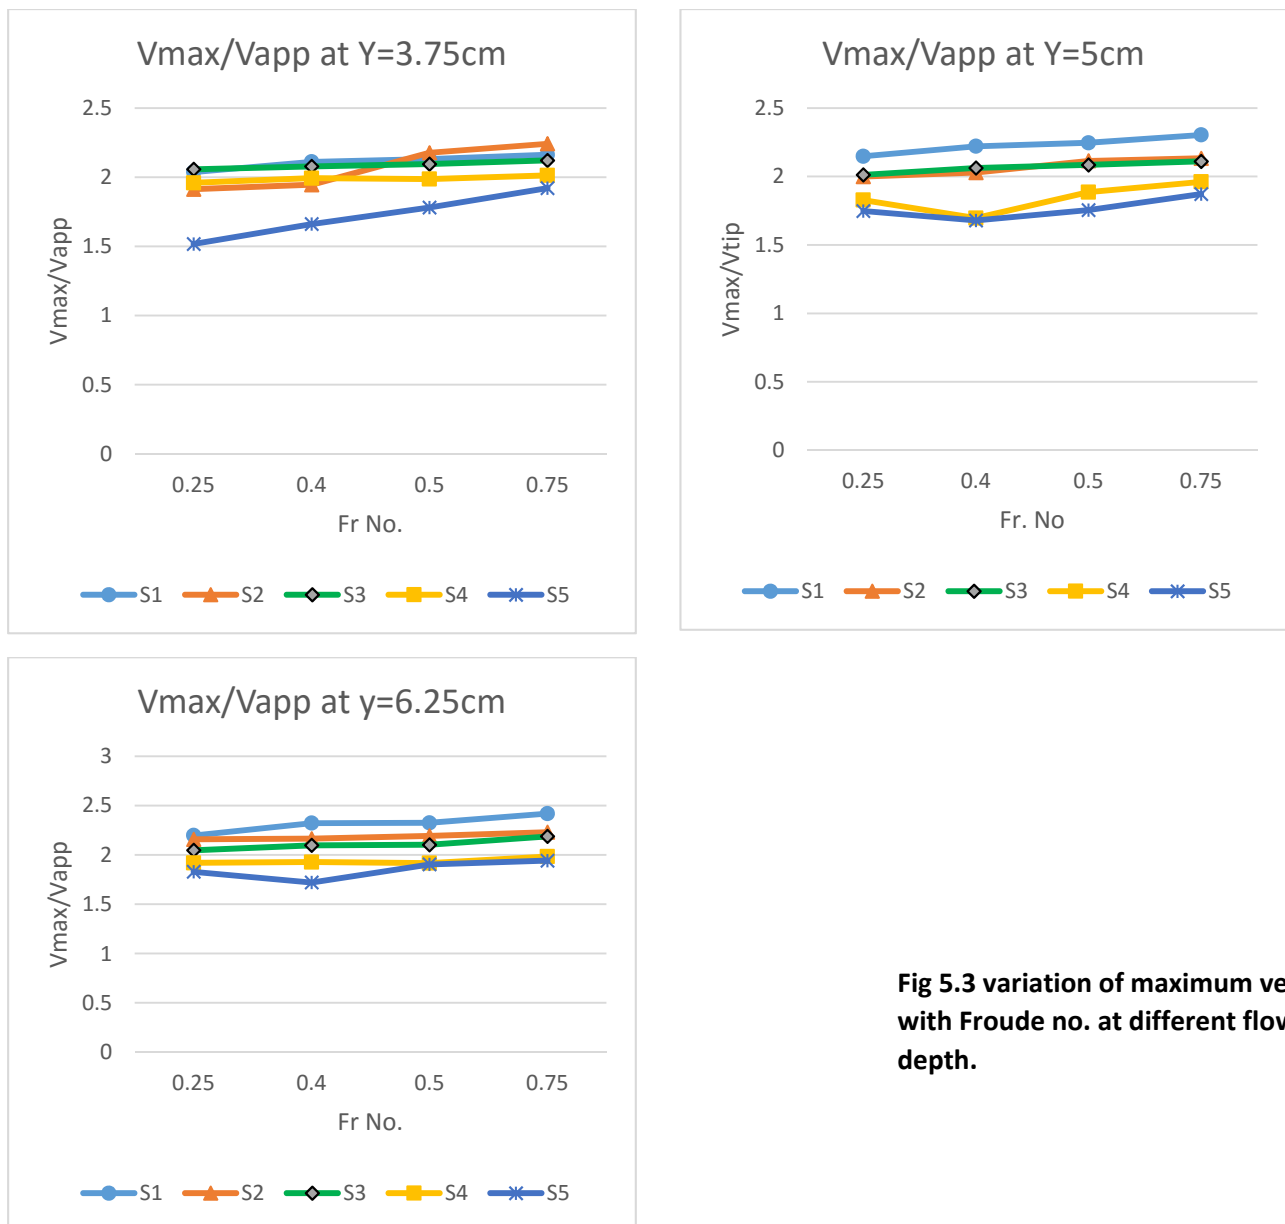 Vmax/Vapp at Y=3.75cm
2.5
2
1.5
1
0.5
0
Vmax/Vapp
0.25 0.4 0.5 0.75
Fr No.
S1 S2 S3 S4 S5
Vmax/Vapp at Y=5cm
2.5
2
1.5
1
0.5
0
Vmax/Vtip
0.25 0.4 0.5 0.75
Fr. No
S1 S2 S3 S4 S5
Vmax/Vapp at y=6.25cm
3
2.5
2
1.5
1
0.5
0
Vmax/Vapp
0.25 0.4 0.5 0.75
Fr No.
S1 S2 S3 S4 S5
Fig 5.3 variation of maximum
with Froude no. at different
depth.